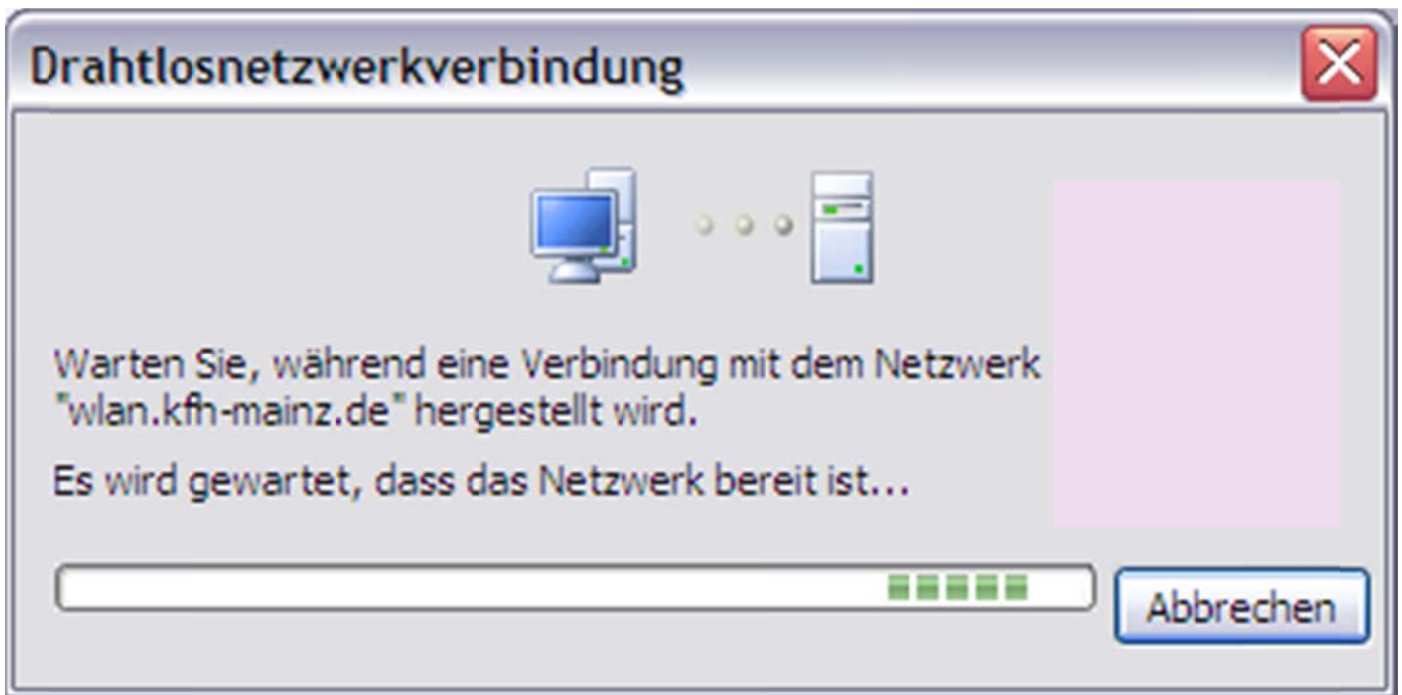 Drahtlosnetzwerkverbindung
Warten Sie, während eine Verbindung mit dem Netzwerk
"wlan.kfh-mainz.de" hergestellt wird.
Es wird gewartet, dass das Netzwerk bereit ist...
Abbrechen